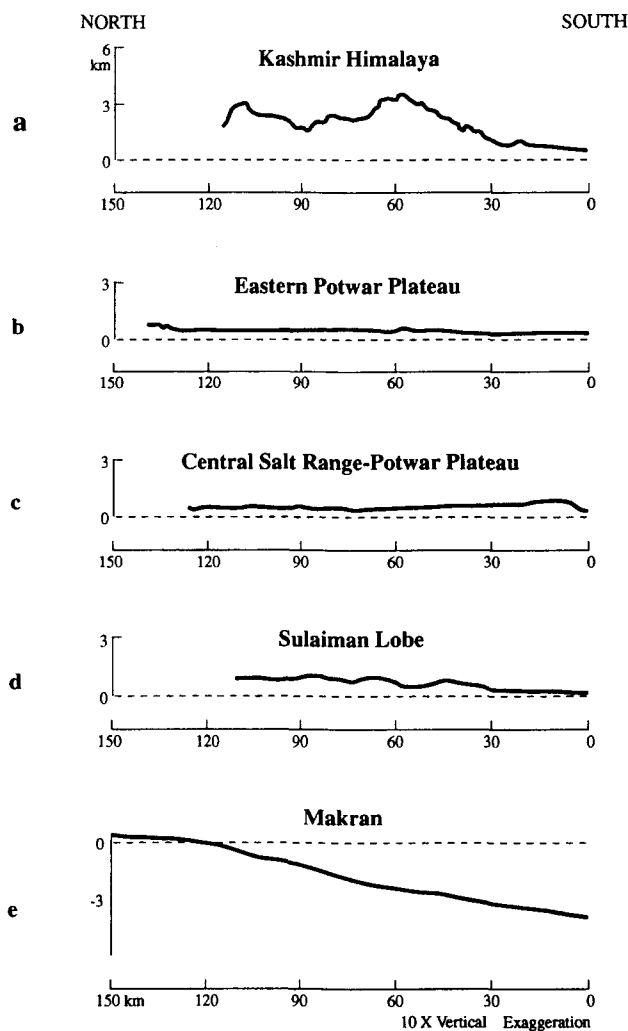 NORTH SOUTH
Kashmir Himalaya
6
km
3
a
0
150 120 90 60 30 0
Eastern Potwar Plateau
3
b
0
150 120 90 60 30 0
Central Salt Range-Potwar Plateau
3
c
0
150 120 90 60 30 0
Sulaiman Lobe
3
d
0
150 120 90 60 30 0
Makran
0
-3
e
150 km 120 90 60 30 0
10 X Vertical Exaggeration